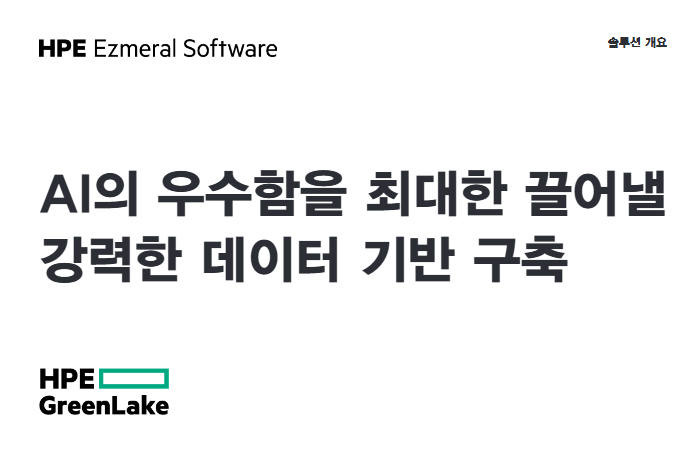 HPE Ezmeral Software
솔루션 개요
AI의 우수함을 최대한 끌어낼
강력한 데이터 기반 구축
HPE
GreenLake